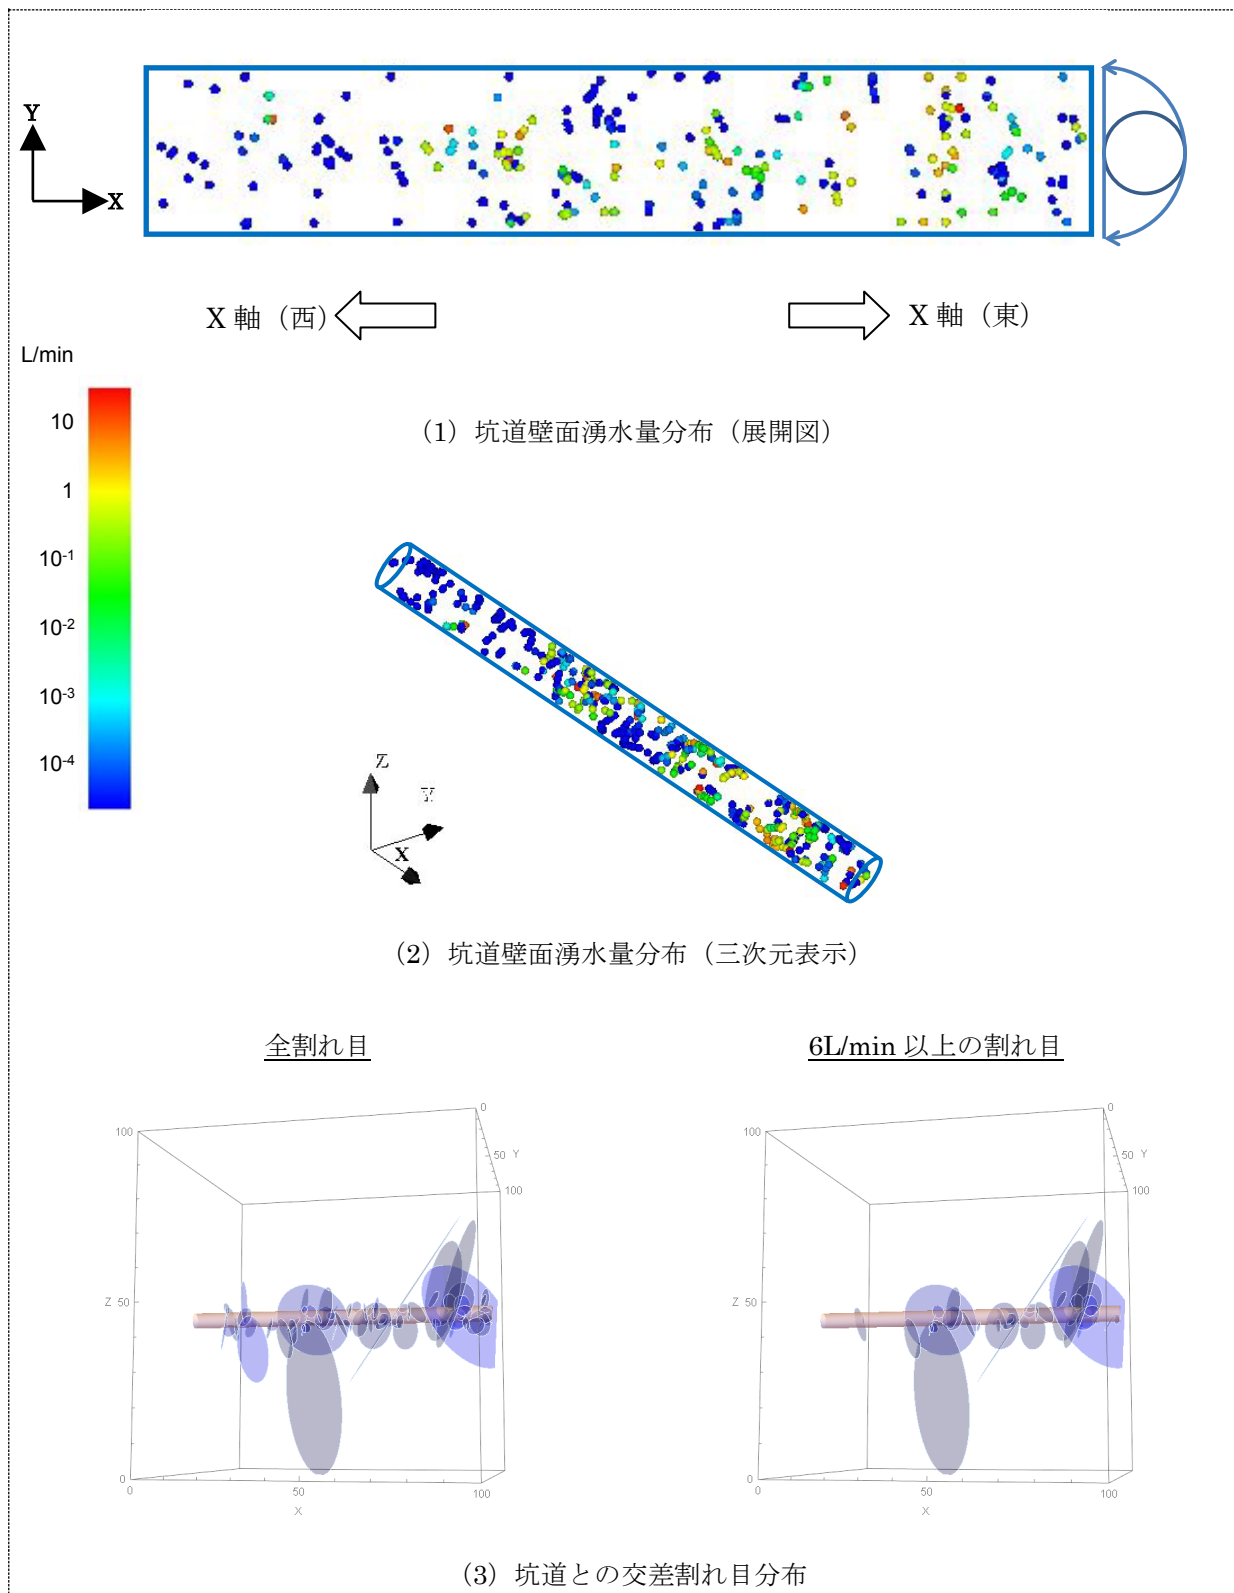 Y
X
X 軸（西）
X 軸（東）
L/min
10
1
10-1
10-2
10-3
10-4
（1）坑道壁面湧水量分布（展開図）
Z
Y
X
（2）坑道壁面湧水量分布（三次元表示）
全割れ目
6L/min 以上の割れ目
0
100
50 Y
100
Z 50
0
0 50 100
X
0
100
50 Y
100
Z 50
0
0 50 100
X
（3）坑道との交差割れ目分布